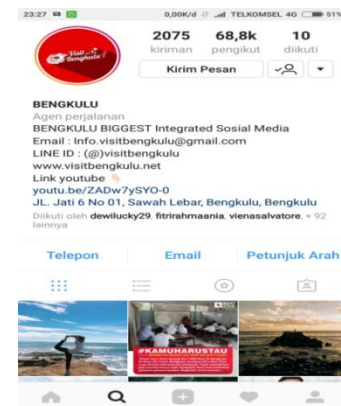 23:27 0,00K/d TELKOMSEL 4G 51%
Visit
Bengkulu
2075 68,8k 10
kiriman pengikut diikuti
Kirim Pesan
BENGKULU
Agen perjalanan
BENGKULU BIGGEST Integrated Sosial Media
Email : Info.visitbengkulu@gmail.com
LINE ID : (@)visitbengkulu
www.visitbengkulu.net
Link youtube 👇
youtu.be/ZADw7ySYO-0
JL. Jati 6 No 01, Sawah Lebar, Bengkulu, Bengkulu
Diikuti oleh dewilucky29, fitrirhmaania, vienasalvatore, + 92
lainnya
Telepon Email Petunjuk Arah
#KAMUHARUSTAU